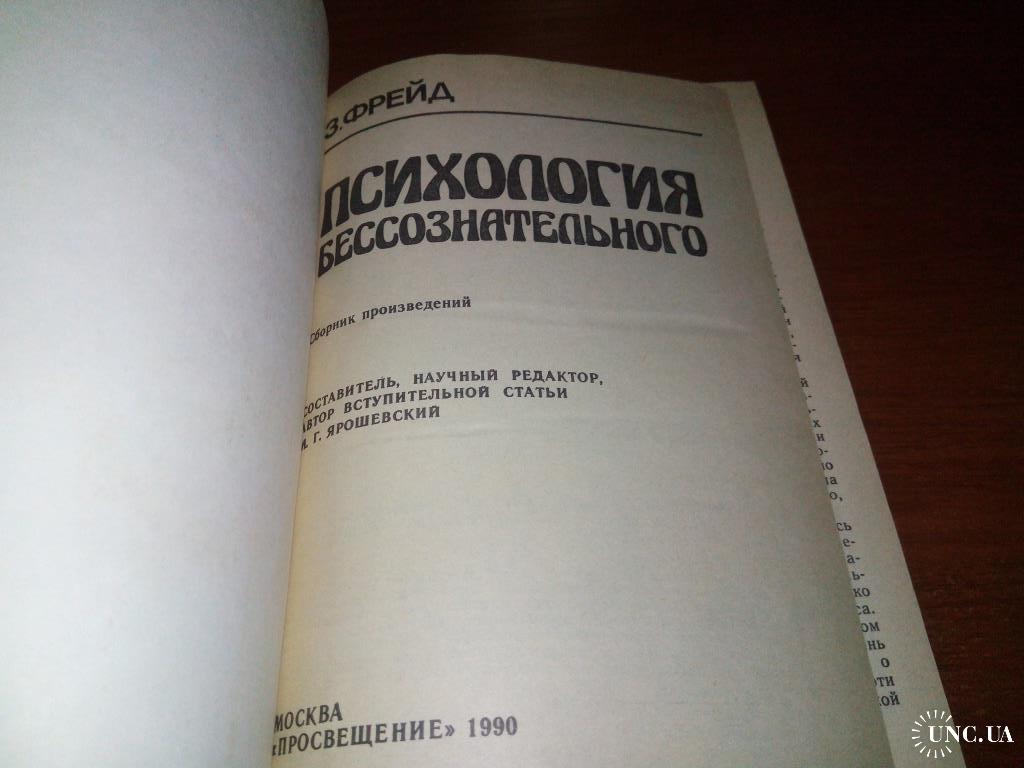 З. ФРЕЙД
ПСИХОЛОГИЯ
БЕССОЗНАТЕЛЬНОГО
Сборник произведений
СОСТАВИТЕЛЬ, НАУЧНЫЙ РЕДАКТОР,
АВТОР ВСТУПИТЕЛЬНОЙ СТАТЬИ
М. Г. ЯРОШЕВСКИЙ
МОСКВА
«ПРОСВЕЩЕНИЕ» 1990
UNC.UA